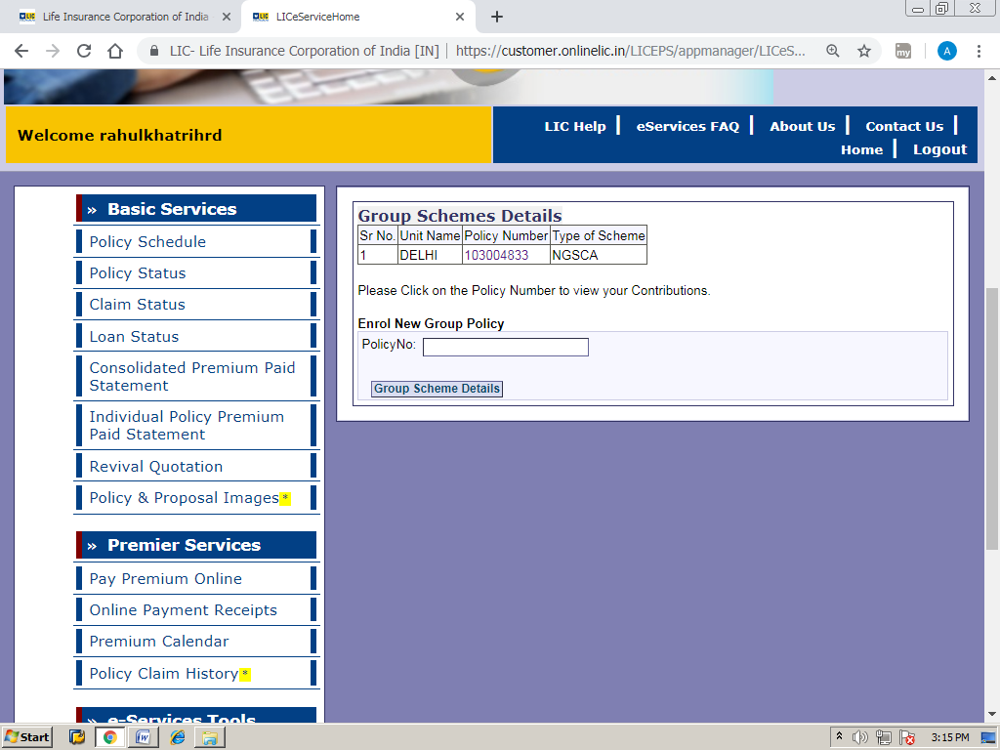 Life Insurance Corporation of India
LICeServiceHome
LIC- Life Insurance Corporation of India [IN] | https://customer.onlinelic.in/LICEPS/appmanager/LICeS...
my
A
Welcome rahulkhatrihrd
LIC Help | eServices FAQ | About Us | Contact Us |
Home | Logout
» Basic Services
Policy Schedule
Policy Status
Claim Status
Loan Status
Consolidated Premium Paid
Statement
Individual Policy Premium
Paid Statement
Revival Quotation
Policy & Proposal Images*
» Premier Services
Pay Premium Online
Online Payment Receipts
Premium Calendar
Policy Claim History*
» e-Services Tools
Group Schemes Details
Sr No. Unit Name Policy Number Type of Scheme
1 DELHI 103004833 NGSCA
Please Click on the Policy Number to view your Contributions.
Enrol New Group Policy
PolicyNo:
Group Scheme Details
Start
3:15 PM